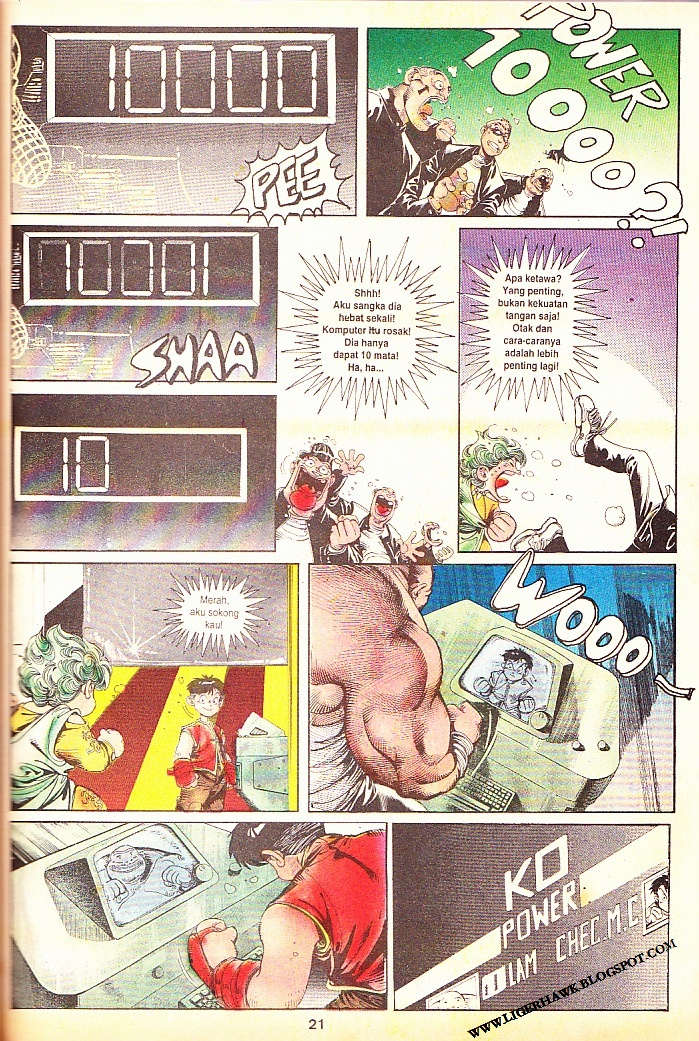 10000
PEE
POWER
10000?!
10001
SHAA
Shhh!
Aku sangka dia
hebat sekali!
Komputer itu rosak!
Dia hanya
dapat 10 mata!
Ha, ha...
Apa ketawa?
Yang penting,
bukan kekuatan
tangan saja!
Otak dan
cara-caranya
adalah lebih
penting lagi!
10
Merah,
aku sokong
kau!
WOOO
KO
POWER
LAM CHEC.M.C
21
WWW.LIGERHAWK.BLOGSPOT.COM